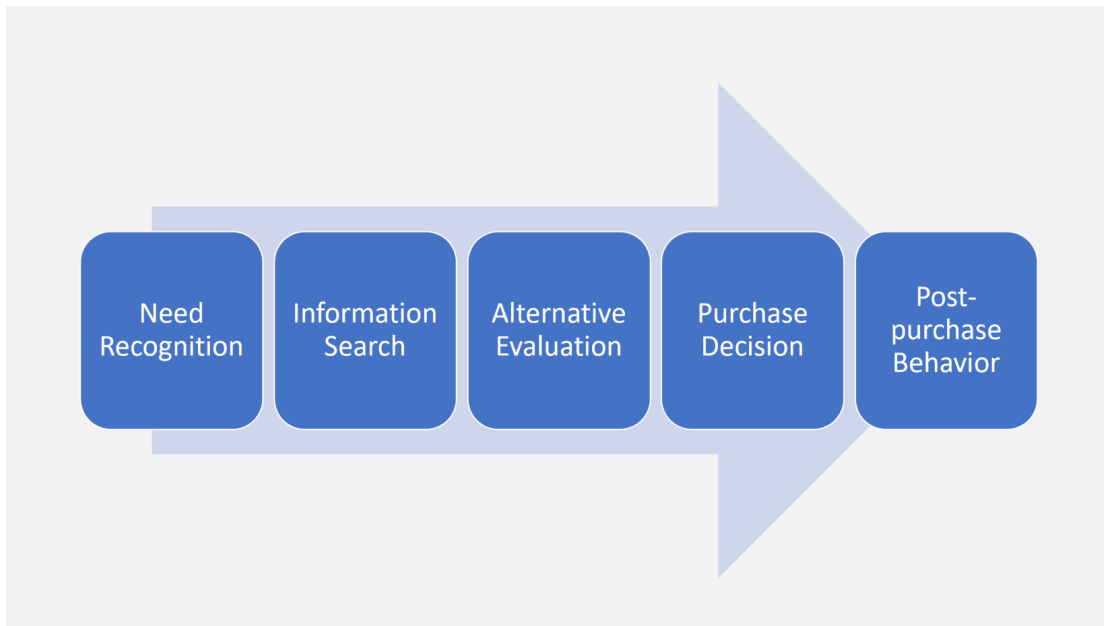 Need
Recognition
Information
Search
Alternative
Evaluation
Purchase
Decision
Post-
purchase
Behavior